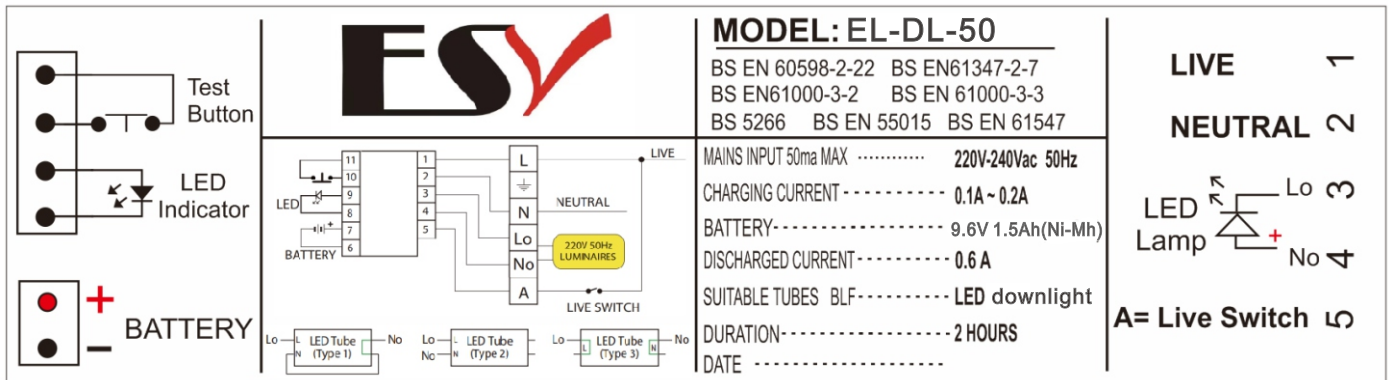 Test
Button
LED
Indicator
+
BATTERY
−
ESY
11 1
10 2
9 3
8 4
7 5
6
LED
BATTERY
L
N
Lo
No
A
LIVE
NEUTRAL
220V 50Hz
LUMINAIRES
LIVE SWITCH
Lo L LED Tube No
N (Type 1)
Lo L LED Tube
No N (Type 2)
Lo L LED Tube N No
(Type 3)
MODEL: EL-DL-50
BS EN 60598-2-22 BS EN61347-2-7
BS EN61000-3-2 BS EN 61000-3-3
BS 5266 BS EN 55015 BS EN 61547
MAINS INPUT 50ma MAX ············ 220V-240Vac 50Hz
CHARGING CURRENT - - - - - - - - - - - - 0.1A ~ 0.2A
BATTERY- - - - - - - - - - - - - - - - - - - - 9.6V 1.5Ah(Ni-Mh)
DISCHARGED CURRENT- - - - - - - - - - - 0.6 A
SUITABLE TUBES BLF- - - - - - - - - - - LED downlight
DURATION- - - - - - - - - - - - - - - - - - - 2 HOURS
DATE - - - - - - - - - - - - - - - - - - - - -
LIVE 1
NEUTRAL 2
LED
Lamp
Lo 3
+
No 4
A= Live Switch 5